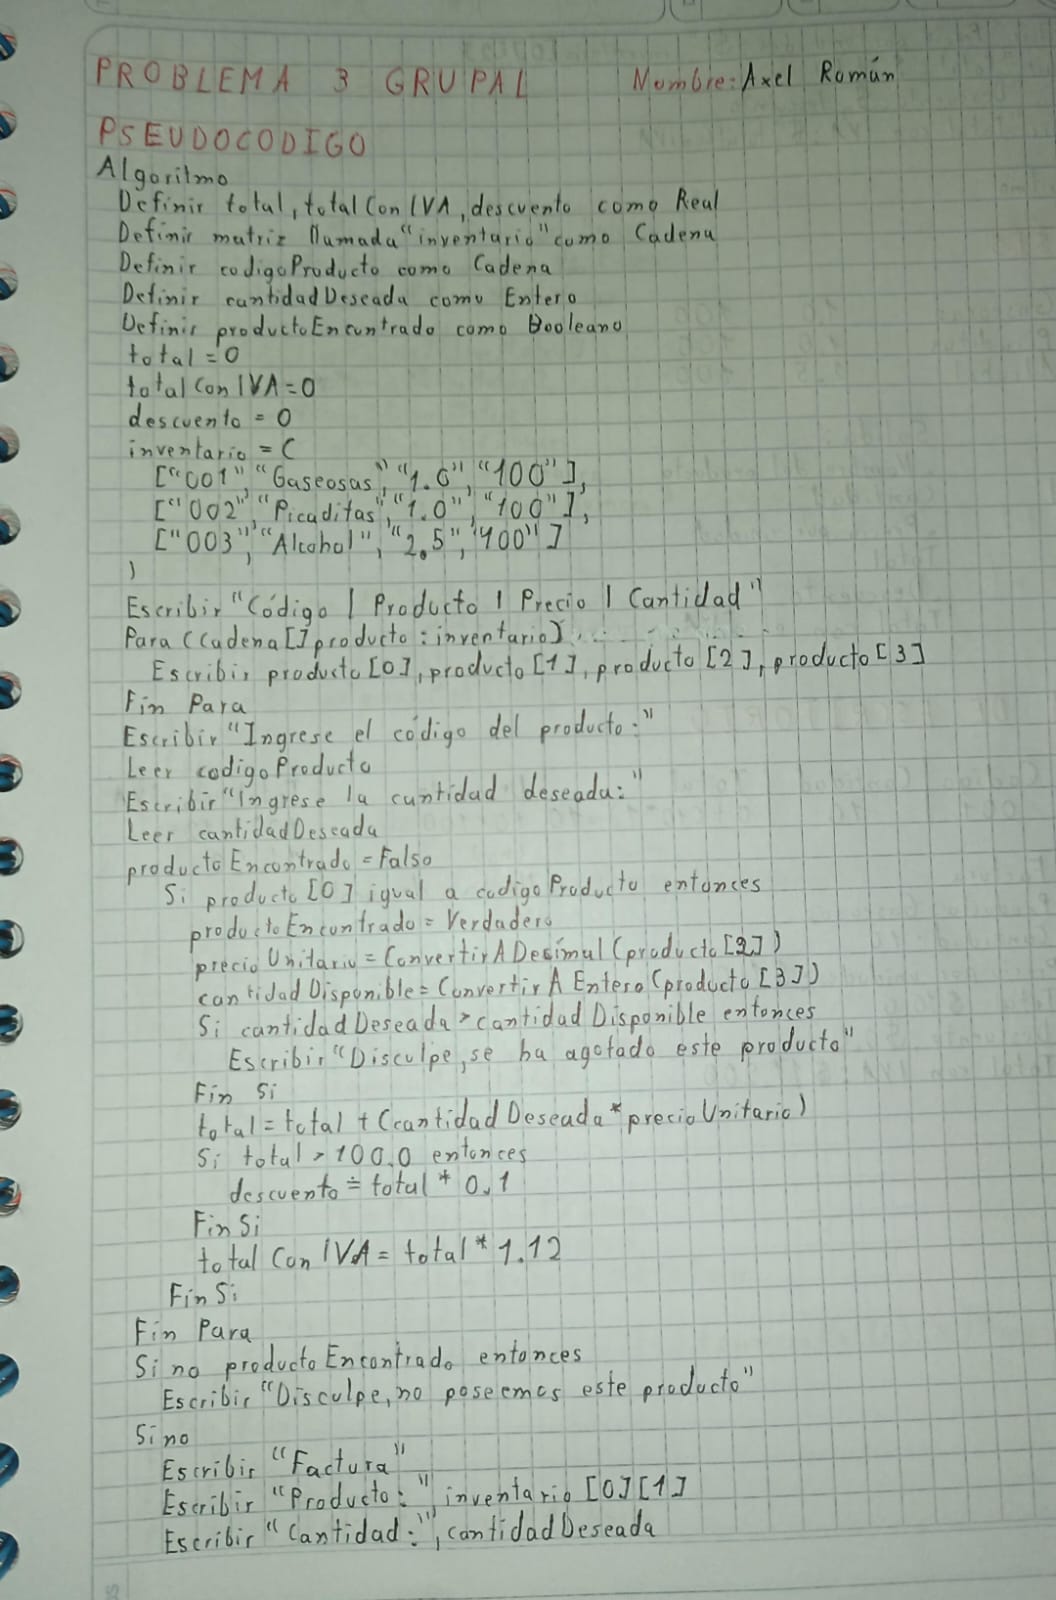 PROBLEMA 3 GRUPAL Nombre: Axel Román
PSEUDOCODIGO
Algoritmo
Definir total, totalConIVA, descuento como Real
Definir matriz llamada "inventario" como Cadena
Definir codigoProducto como Cadena
Definir cantidadDeseada como Entero
Definir productoEncontrado como Booleano
total = 0
totalConIVA = 0
descuento = 0
inventario = (
["001", "Gaseosas", "1.0", "100"],
["002", "Picaditas", "1.0", "100"],
["003", "Alcohol", "2.5", "100"]
)
Escribir "Código | Producto | Precio | Cantidad"
Para (Cadena[] producto : inventario)
Escribir producto[0], producto[1], producto[2], producto[3]
Fin Para
Escribir "Ingrese el código del producto:"
Leer codigoProducto
Escribir "Ingrese la cantidad deseada:"
Leer cantidadDeseada
productoEncontrado = Falso
Si producto[0] igual a codigoProducto entonces
productoEncontrado = Verdadero
precioUnitario = ConvertirADecimal(producto[2])
cantidadDisponible = ConvertirAEntero(producto[3])
Si cantidadDeseada > cantidadDisponible entonces
Escribir "Disculpe, se ha agotado este producto"
Fin Si
total = total + (cantidadDeseada * precioUnitario)
Si total > 100.0 entonces
descuento = total * 0.1
Fin Si
totalConIVA = total * 1.12
Fin Si
Fin Para
Si no productoEncontrado entonces
Escribir "Disculpe, no poseemos este producto"
Sino
Escribir "Factura"
Escribir "Producto:", inventario[0][1]
Escribir "Cantidad:", cantidadDeseada